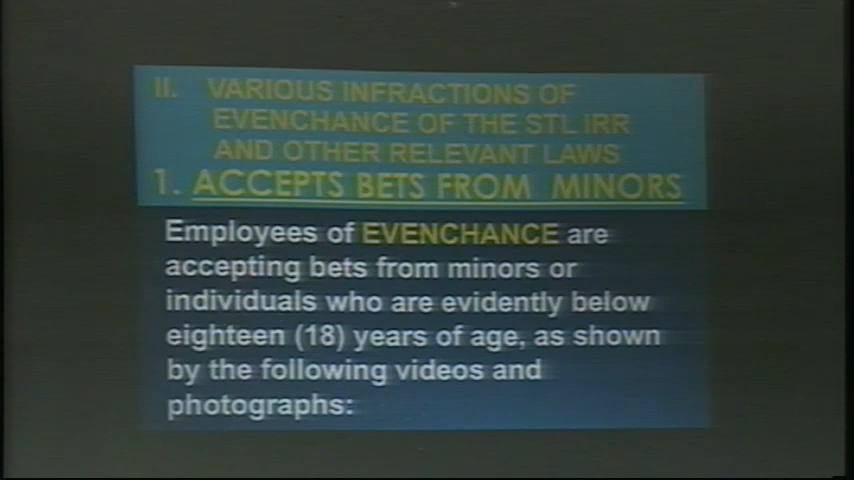 II. VARIOUS INFRACTIONS OF
EVENCHANCE OF THE STL IRR
AND OTHER RELEVANT LAWS
1. ACCEPTS BETS FROM MINORS
Employees of EVENCHANCE are
accepting bets from minors or
individuals who are evidently below
eighteen (18) years of age, as shown
by the following videos and
photographs: